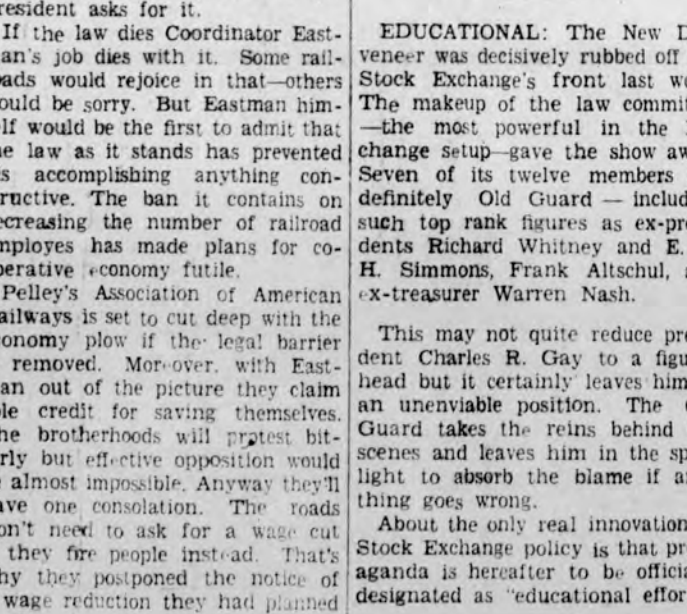 resident asks for it.
If the law dies Coordinator East-
an's job dies with it. Some rail-
oads would rejoice in that—others
ould be sorry. But Eastman him-
lf would be the first to admit that
he law as it stands has prevented
s accomplishing anything con-
ructive. The ban it contains on
ecreasing the number of railroad
mployes has made plans for co-
perative economy futile.
Pelley's Association of American
ailways is set to cut deep with the
conomy plow if the legal barrier
removed. Moreover, with East-
an out of the picture they claim
ole credit for saving themselves.
he brotherhoods will protest bit-
rly but effective opposition would
e almost impossible. Anyway they'll
ave one consolation. The roads
on't need to ask for a wage cut
they fire people instead. That's
hy they postponed the notice of
wage reduction they had planned
EDUCATIONAL: The New D
veneer was decisively rubbed off
Stock Exchange's front last we
The makeup of the law commit
—the most powerful in the
change setup—gave the show aw
Seven of its twelve members
definitely Old Guard — includ
such top rank figures as ex-pre
dents Richard Whitney and E.
H. Simmons, Frank Altschul,
ex-treasurer Warren Nash.
This may not quite reduce pre
dent Charles R. Gay to a figu
head but it certainly leaves him
an unenviable position. The
Guard takes the reins behind
scenes and leaves him in the sp
light to absorb the blame if a
thing goes wrong.
About the only real innovation
Stock Exchange policy is that pr
aganda is hereafter to be officia
designated as "educational effor